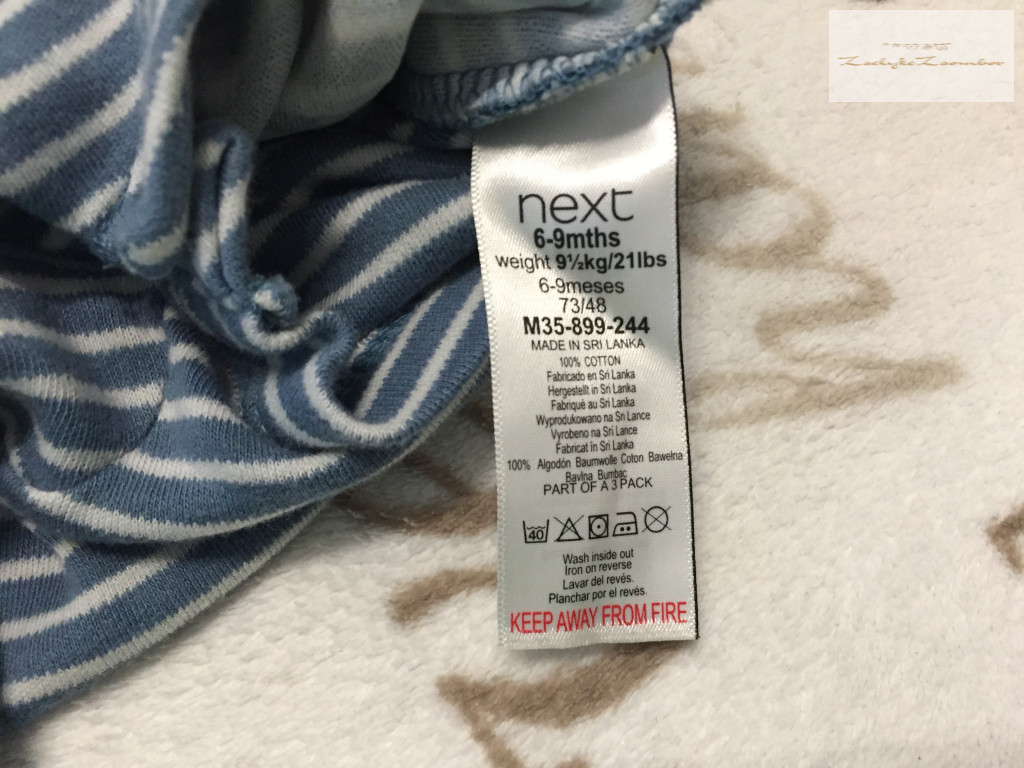 next
6-9mths
weight 9½kg/21lbs
6-9meses
73/48
M35-899-244
MADE IN SRI LANKA
100% COTTON
Fabricado en Sri Lanka
Hergestellt in Sri Lanka
Fabriqué au Sri Lanka
Wyprodukowano na Sri Lance
Vyrobeno na Sri Lance
Fabricat în Sri Lanka
100% Algodón Baumwolle Coton Bawełna
Bavlna Bumbac
PART OF A 3 PACK
40
Wash inside out
Iron on reverse
Lavar del revés.
Planchar por el revés.
KEEP AWAY FROM FIRE